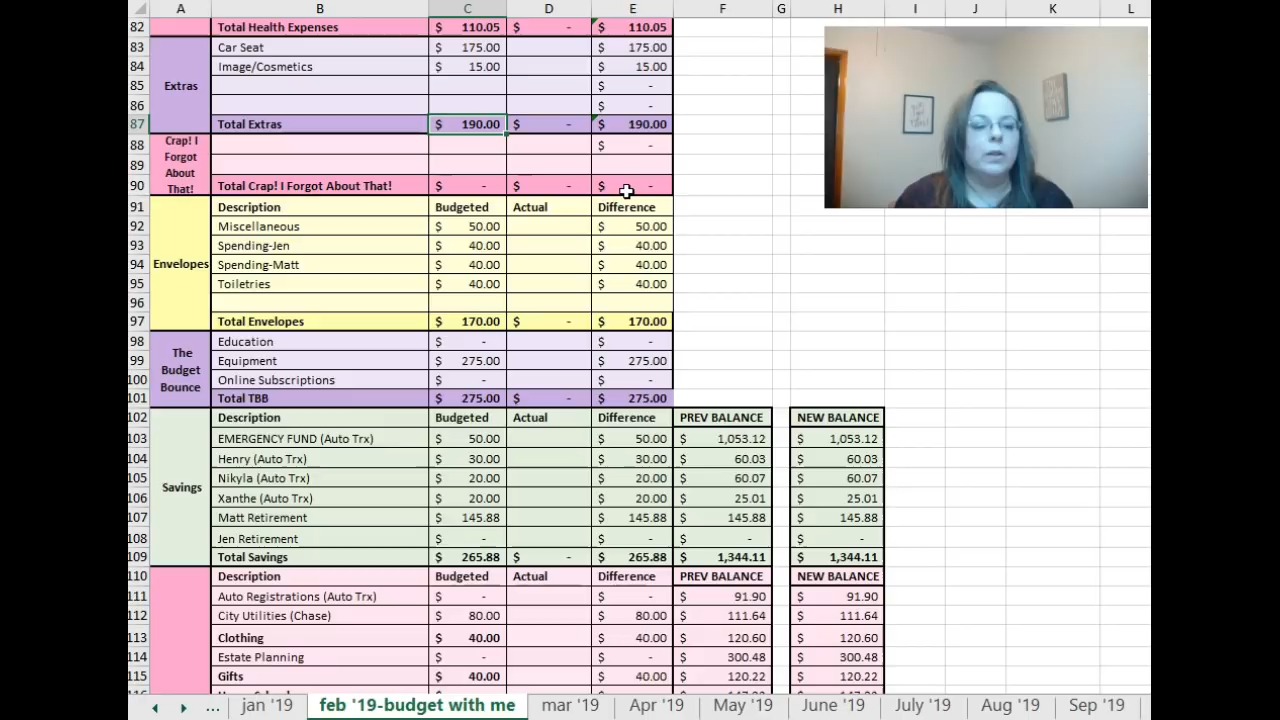 A B C D E F G H I J K L
82 Total Health Expenses $ 110.05 $ - $ 110.05
83 Car Seat $ 175.00 $ 175.00
84 Image/Cosmetics $ 15.00 $ 15.00
85 $ -
Extras
86 $ -
87 Total Extras $ 190.00 $ - $ 190.00
Crap! I
Forgot
About
That!
88 $ -
89
90 Total Crap! I Forgot About That! $ - $ - $ -
91 Description Budgeted Actual Difference
92 Miscellaneous $ 50.00 $ 50.00
93 Spending-Jen $ 40.00 $ 40.00
94 Envelopes Spending-Matt $ 40.00 $ 40.00
95 Toiletries $ 40.00 $ 40.00
96
97 Total Envelopes $ 170.00 $ - $ 170.00
The
Budget
Bounce
98 Education $ - $ -
99 Equipment $ 275.00 $ 275.00
100 Online Subscriptions $ - $ -
101 Total TBB $ 275.00 $ - $ 275.00
102 Description Budgeted Actual Difference PREV BALANCE NEW BALANCE
103 EMERGENCY FUND (Auto Trx) $ 50.00 $ 50.00 $ 1,053.12 $ 1,053.12
104 Henry (Auto Trx) $ 30.00 $ 30.00 $ 60.03 $ 60.03
105 Nikyla (Auto Trx) $ 20.00 $ 20.00 $ 60.07 $ 60.07
Savings
106 Xanthe (Auto Trx) $ 20.00 $ 20.00 $ 25.01 $ 25.01
107 Matt Retirement $ 145.88 $ 145.88 $ 145.88 $ 145.88
108 Jen Retirement $ - $ - $ - $ -
109 Total Savings $ 265.88 $ - $ 265.88 $ 1,344.11 $ 1,344.11
110 Description Budgeted Actual Difference PREV BALANCE NEW BALANCE
111 Auto Registrations (Auto Trx) $ - $ - $ 91.90 $ 91.90
112 City Utilities (Chase) $ 80.00 $ 80.00 $ 111.64 $ 111.64
113 Clothing $ 40.00 $ 40.00 $ 120.60 $ 120.60
114 Estate Planning $ - $ - $ 300.48 $ 300.48
115 Gifts $ 40.00 $ 40.00 $ 120.22 $ 120.22
... jan '19 feb '19-budget with me mar '19 Apr '19 May '19 June '19 July '19 Aug '19 Sep '19